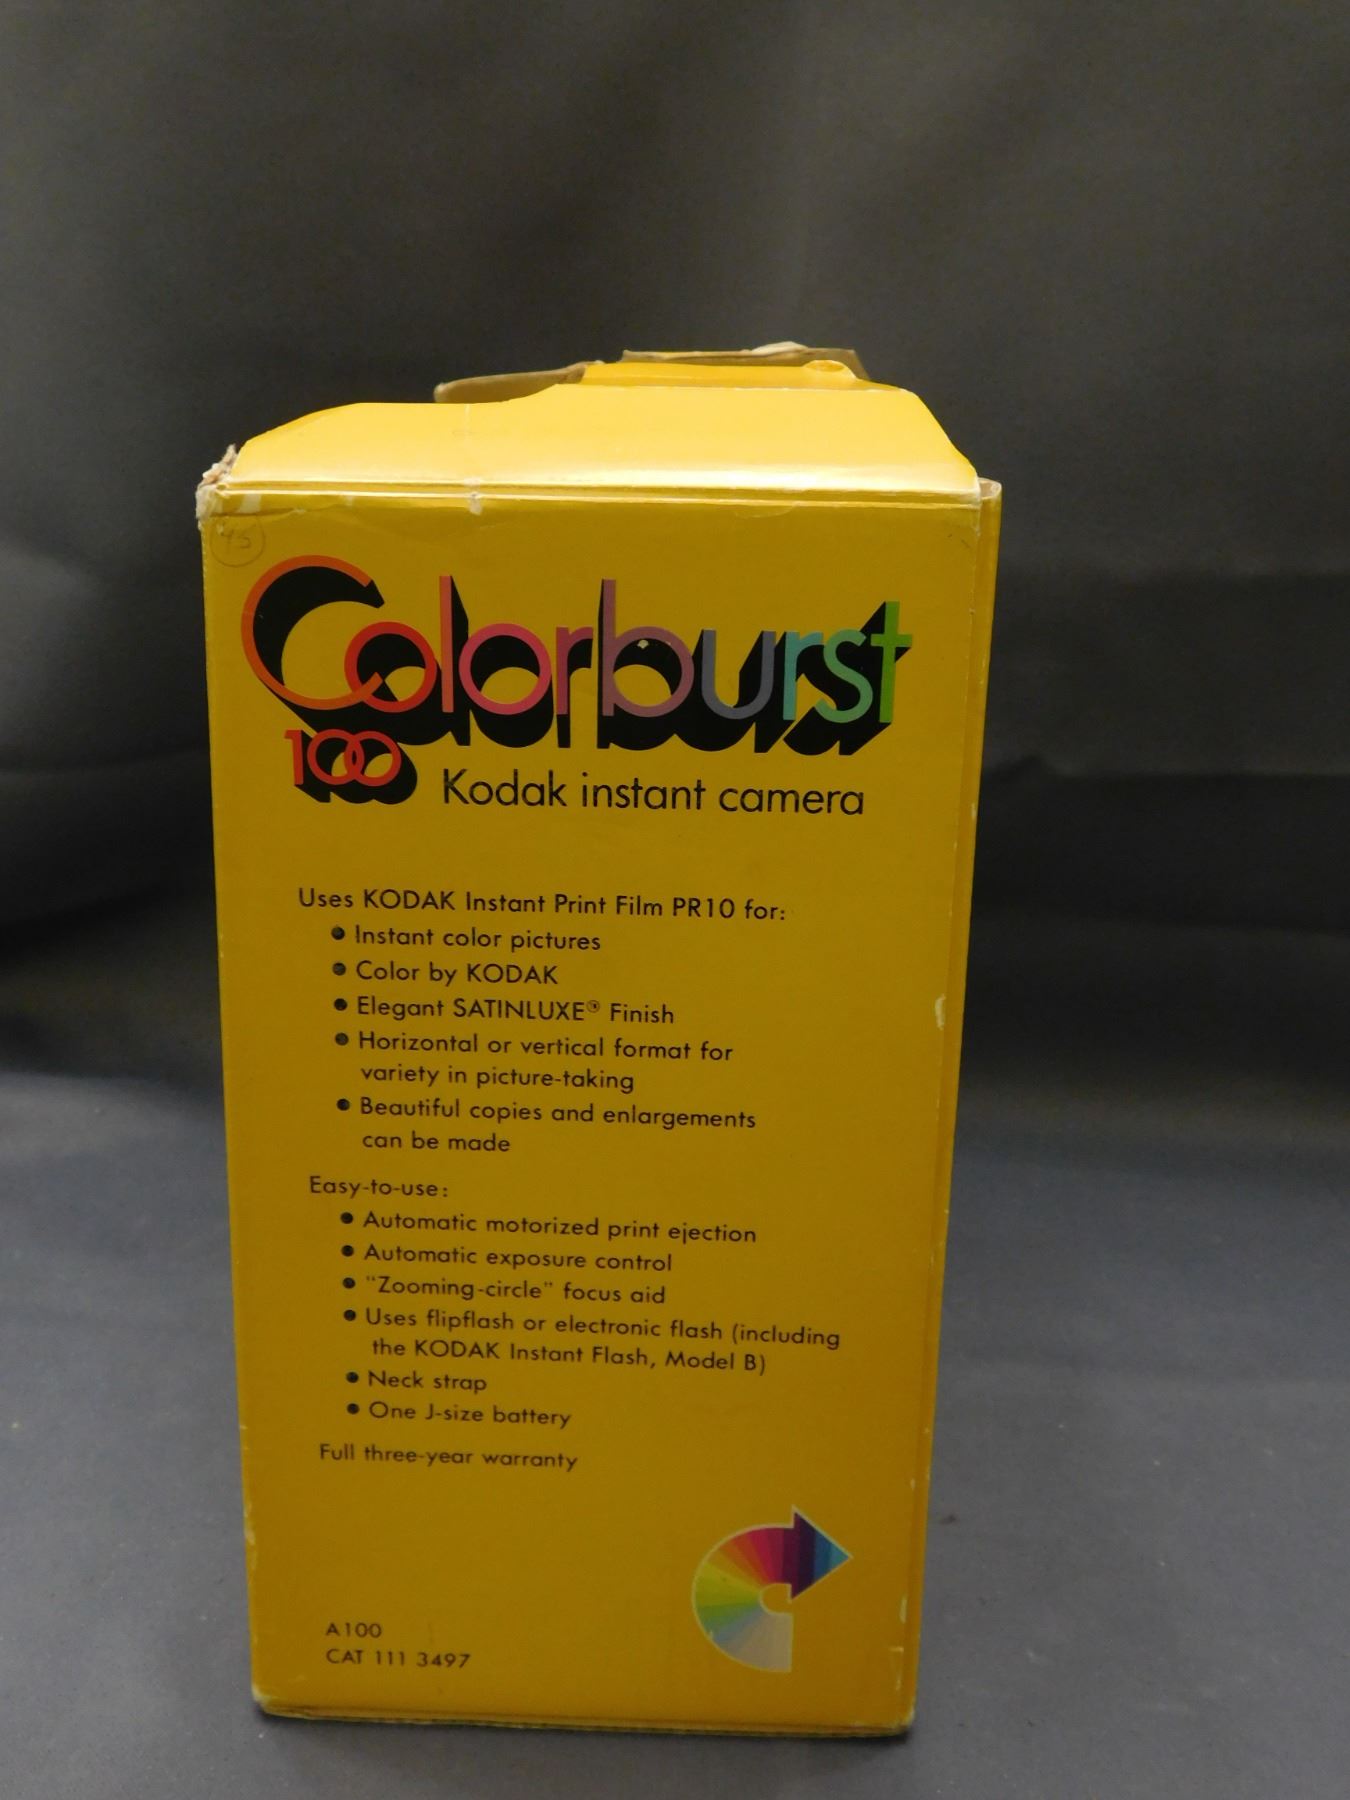 45
Colorburst
100
Kodak instant camera
Uses KODAK Instant Print Film PR10 for:
• Instant color pictures
• Color by KODAK
• Elegant SATINLUXE® Finish
• Horizontal or vertical format for
variety in picture-taking
• Beautiful copies and enlargements
can be made
Easy-to-use:
• Automatic motorized print ejection
• Automatic exposure control
• "Zooming-circle" focus aid
• Uses flipflash or electronic flash (including
the KODAK Instant Flash, Model B)
• Neck strap
• One J-size battery
Full three-year warranty
A100
CAT 111 3497